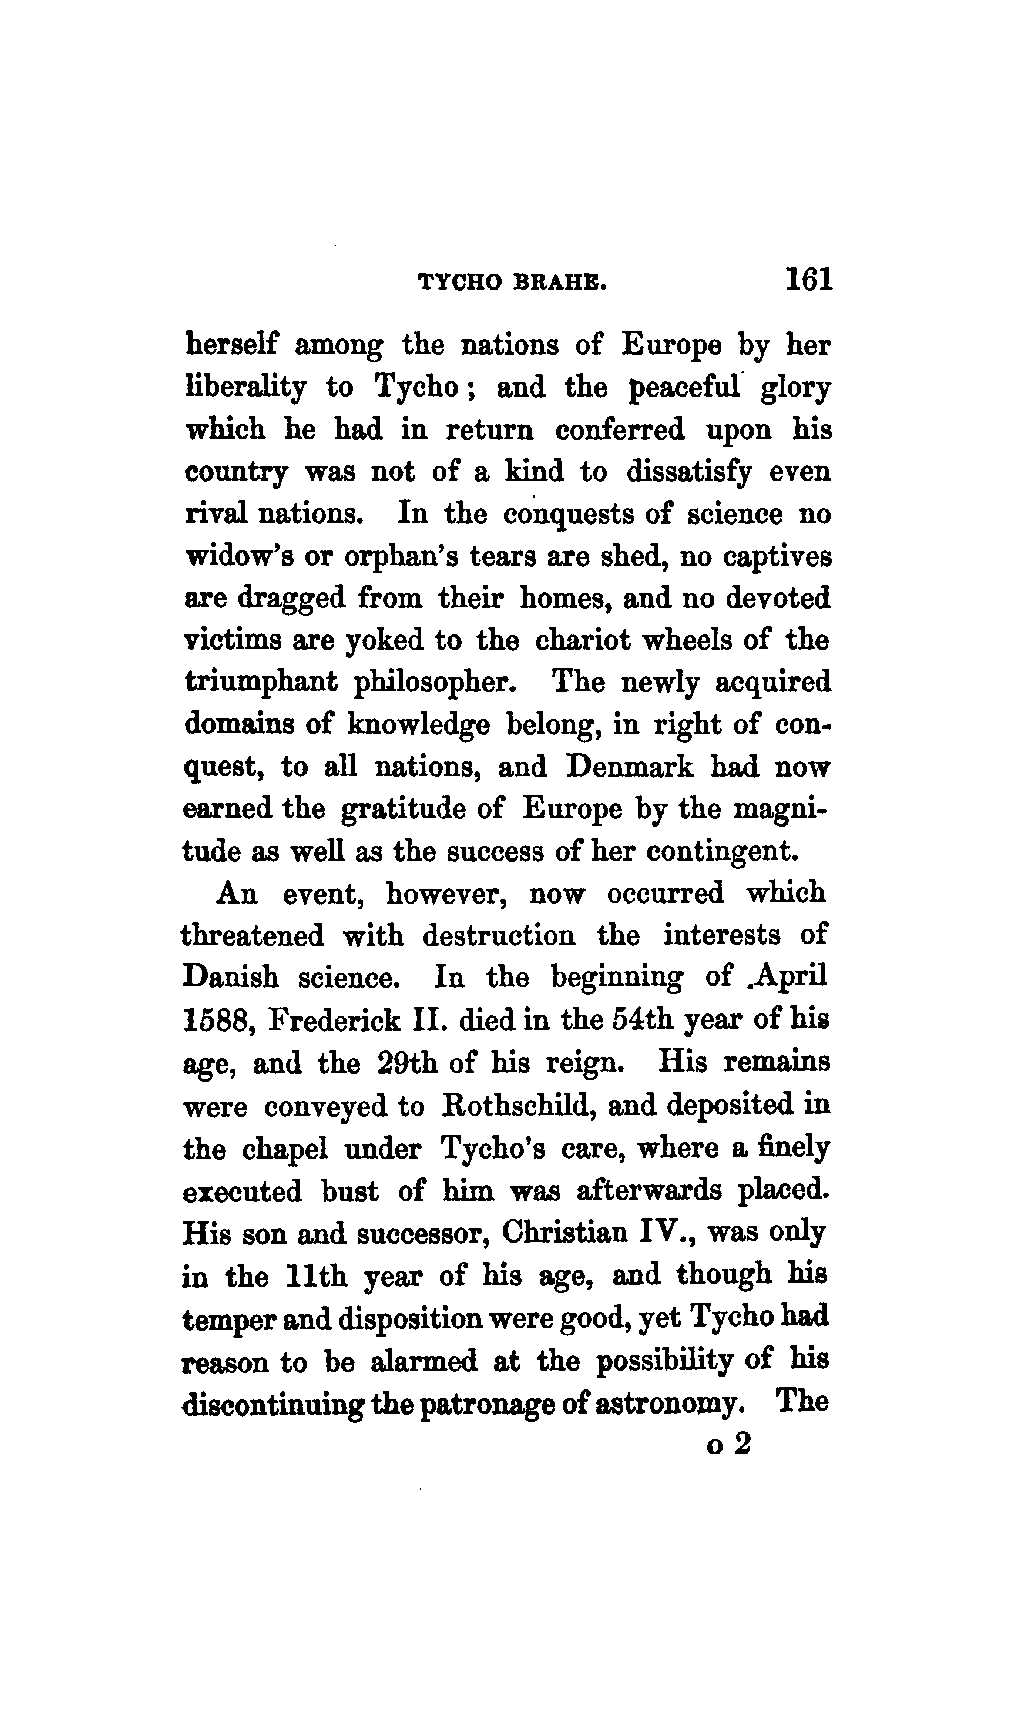 TYCHO BRAHE. 161
herself among the nations of Europe by her
liberality to Tycho ; and the peaceful glory
which he had in return conferred upon his
country was not of a kind to dissatisfy even
rival nations. In the conquests of science no
widow's or orphan's tears are shed, no captives
are dragged from their homes, and no devoted
victims are yoked to the chariot wheels of the
triumphant philosopher. The newly acquired
domains of knowledge belong, in right of con-
quest, to all nations, and Denmark had now
earned the gratitude of Europe by the magni-
tude as well as the success of her contingent.
An event, however, now occurred which
threatened with destruction the interests of
Danish science. In the beginning of April
1588, Frederick II. died in the 54th year of his
age, and the 29th of his reign. His remains
were conveyed to Rothschild, and deposited in
the chapel under Tycho's care, where a finely
executed bust of him was afterwards placed.
His son and successor, Christian IV., was only
in the 11th year of his age, and though his
temper and disposition were good, yet Tycho had
reason to be alarmed at the possibility of his
discontinuing the patronage of astronomy. The
o 2